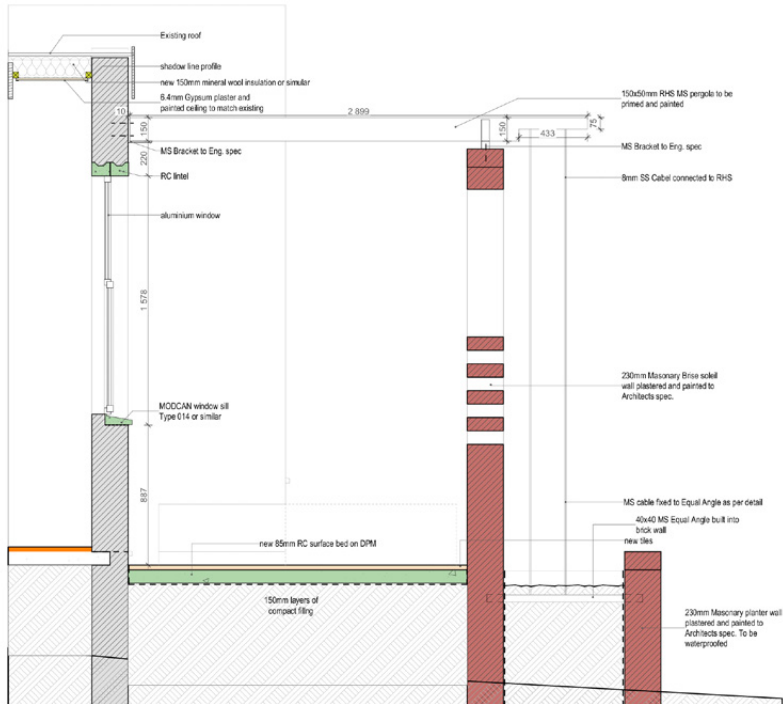 Existing roof
shadow line profile
new 150mm mineral wool insulation or simular
6.4mm Gypsum plaster and
painted ceiling to match existing
10
2 899
150
150
75
433
150x50mm RHS MS pergola to be
primed and painted
MS Bracket to Eng. spec
220
MS Bracket to Eng. spec
RC lintel
8mm SS Cabel connected to RHS
aluminium window
1 578
230mm Masonary Brise soleil
wall plastered and painted to
Architects spec.
MODCAN window sill
Type 014 or similar
887
MS cable fixed to Equal Angle as per detail
40x40 MS Equal Angle built into
brick wall
new tiles
new 85mm RC surface bed on DPM
150mm layers of
compact filling
230mm Masonary planter wall
plastered and painted to
Architects spec. To be
waterproofed